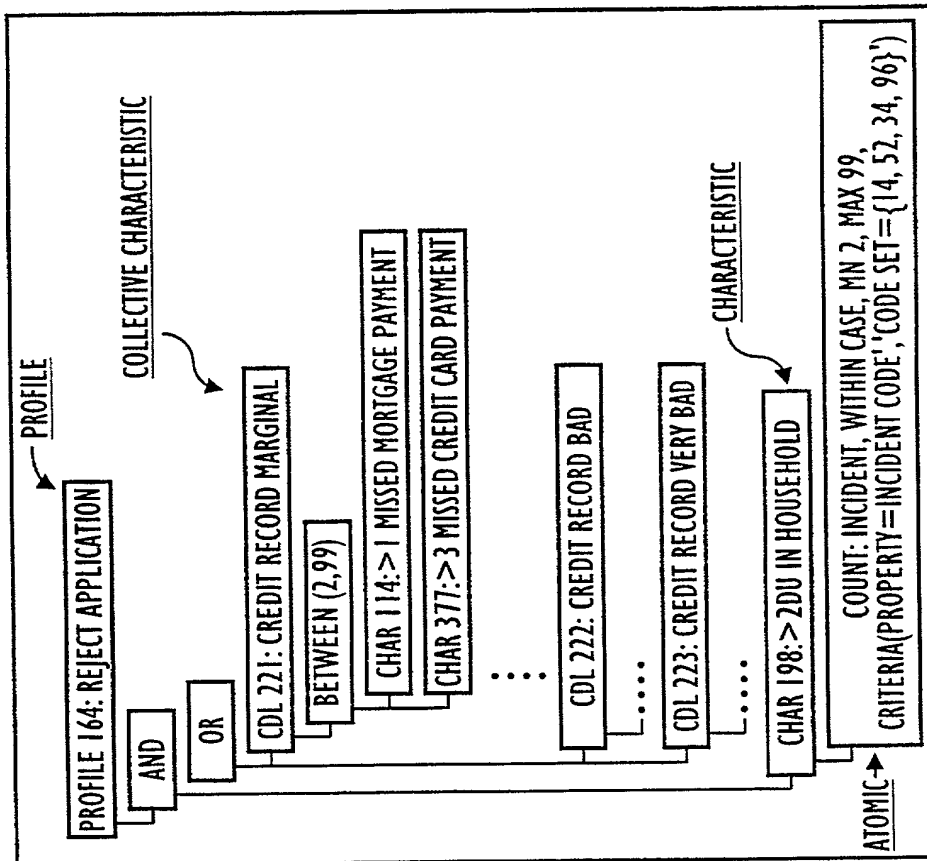 PROFILE
PROFILE 164: REJECT APPLICATION
AND
OR
COLLECTIVE CHARACTERISTIC
CDL 221: CREDIT RECORD MARGINAL
BETWEEN (2,99)
CHAR 114:> 1 MISSED MORTGAGE PAYMENT
CHAR 377:> 3 MISSED CREDIT CARD PAYMENT
....
CDL 222: CREDIT RECORD BAD
....
CDL 223: CREDIT RECORD VERY BAD
....
CHARACTERISTIC
CHAR 198:> 2DU IN HOUSEHOLD
COUNT: INCIDENT, WITHIN CASE, MN 2, MAX 99,
CRITERIA(PROPERTY=INCIDENT CODE','CODE SET={14, 52, 34, 96}')
ATOMIC